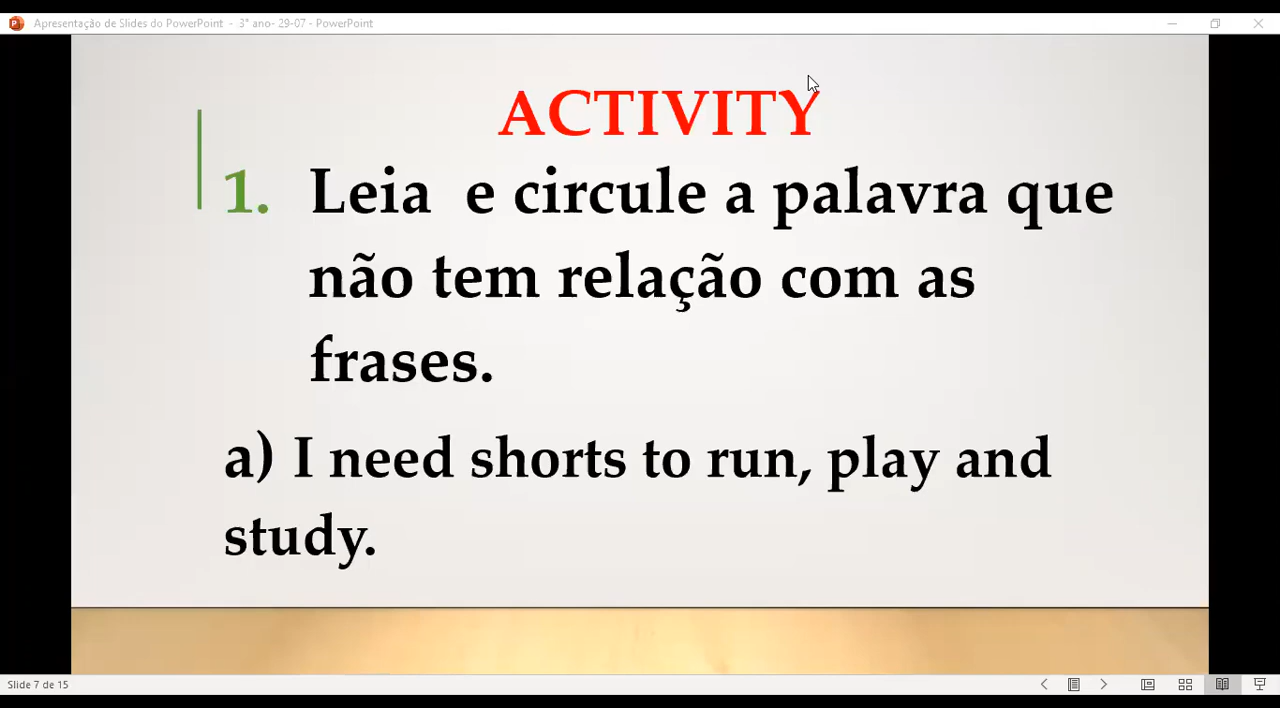 Apresentação de Slides do PowerPoint - 3° ano- 29-07 - PowerPoint
ACTIVITY
1. Leia e circule a palavra que
não tem relação com as
frases.
a) I need shorts to run, play and
study.
Slide 7 de 15